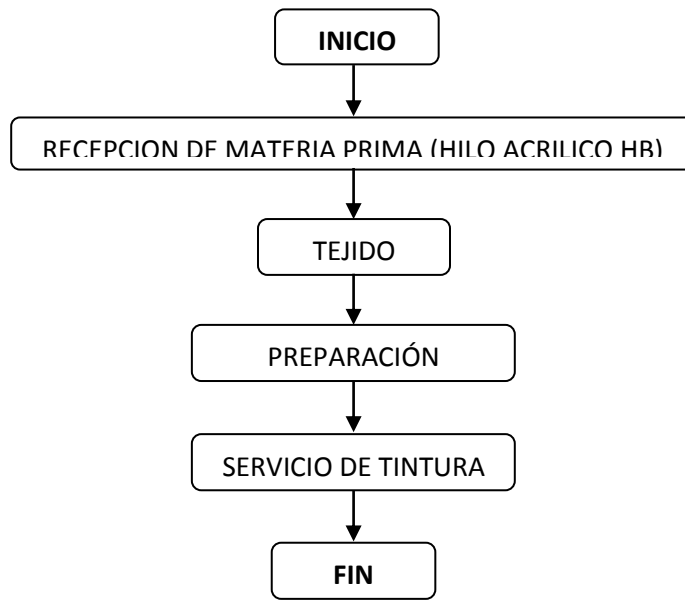 INICIO
RECEPCION DE MATERIA PRIMA (HILO ACRILICO HB)
TEJIDO
PREPARACIÓN
SERVICIO DE TINTURA
FIN